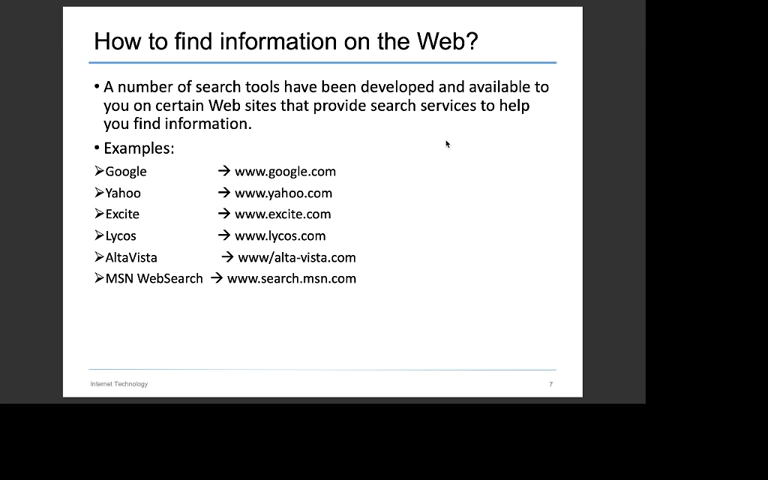 How to find information on the Web?
• A number of search tools have been developed and available to
you on certain Web sites that provide search services to help
you find information.
• Examples:
➢Google → www.google.com
➢Yahoo → www.yahoo.com
➢Excite → www.excite.com
➢Lycos → www.lycos.com
➢AltaVista → www/alta-vista.com
➢MSN WebSearch → www.search.msn.com
Internet Technology 7